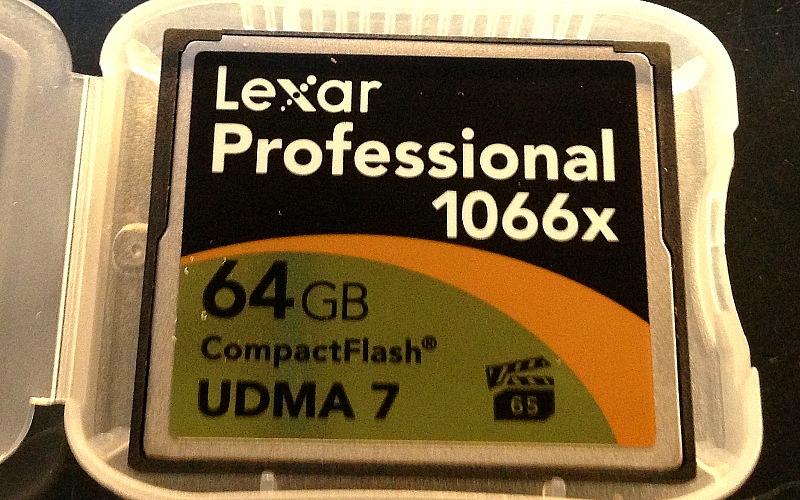 Lexar
Professional
1066x
64GB
CompactFlash®
UDMA 7
65